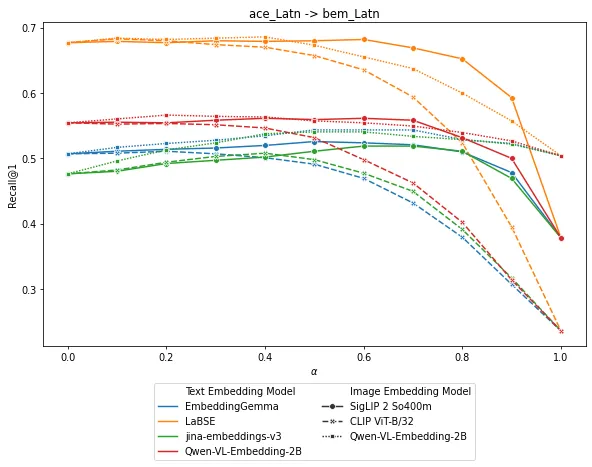 ace_Latn -> bem_Latn
0.7
0.6
0.5
0.4
0.3
Recall@1
0.0
0.2
0.4
0.6
0.8
1.0
α
Text Embedding Model
EmbeddingGemma
LaBSE
jina-embeddings-v3
Qwen-VL-Embedding-2B
Image Embedding Model
SigLIP 2 So400m
CLIP ViT-B/32
Qwen-VL-Embedding-2B